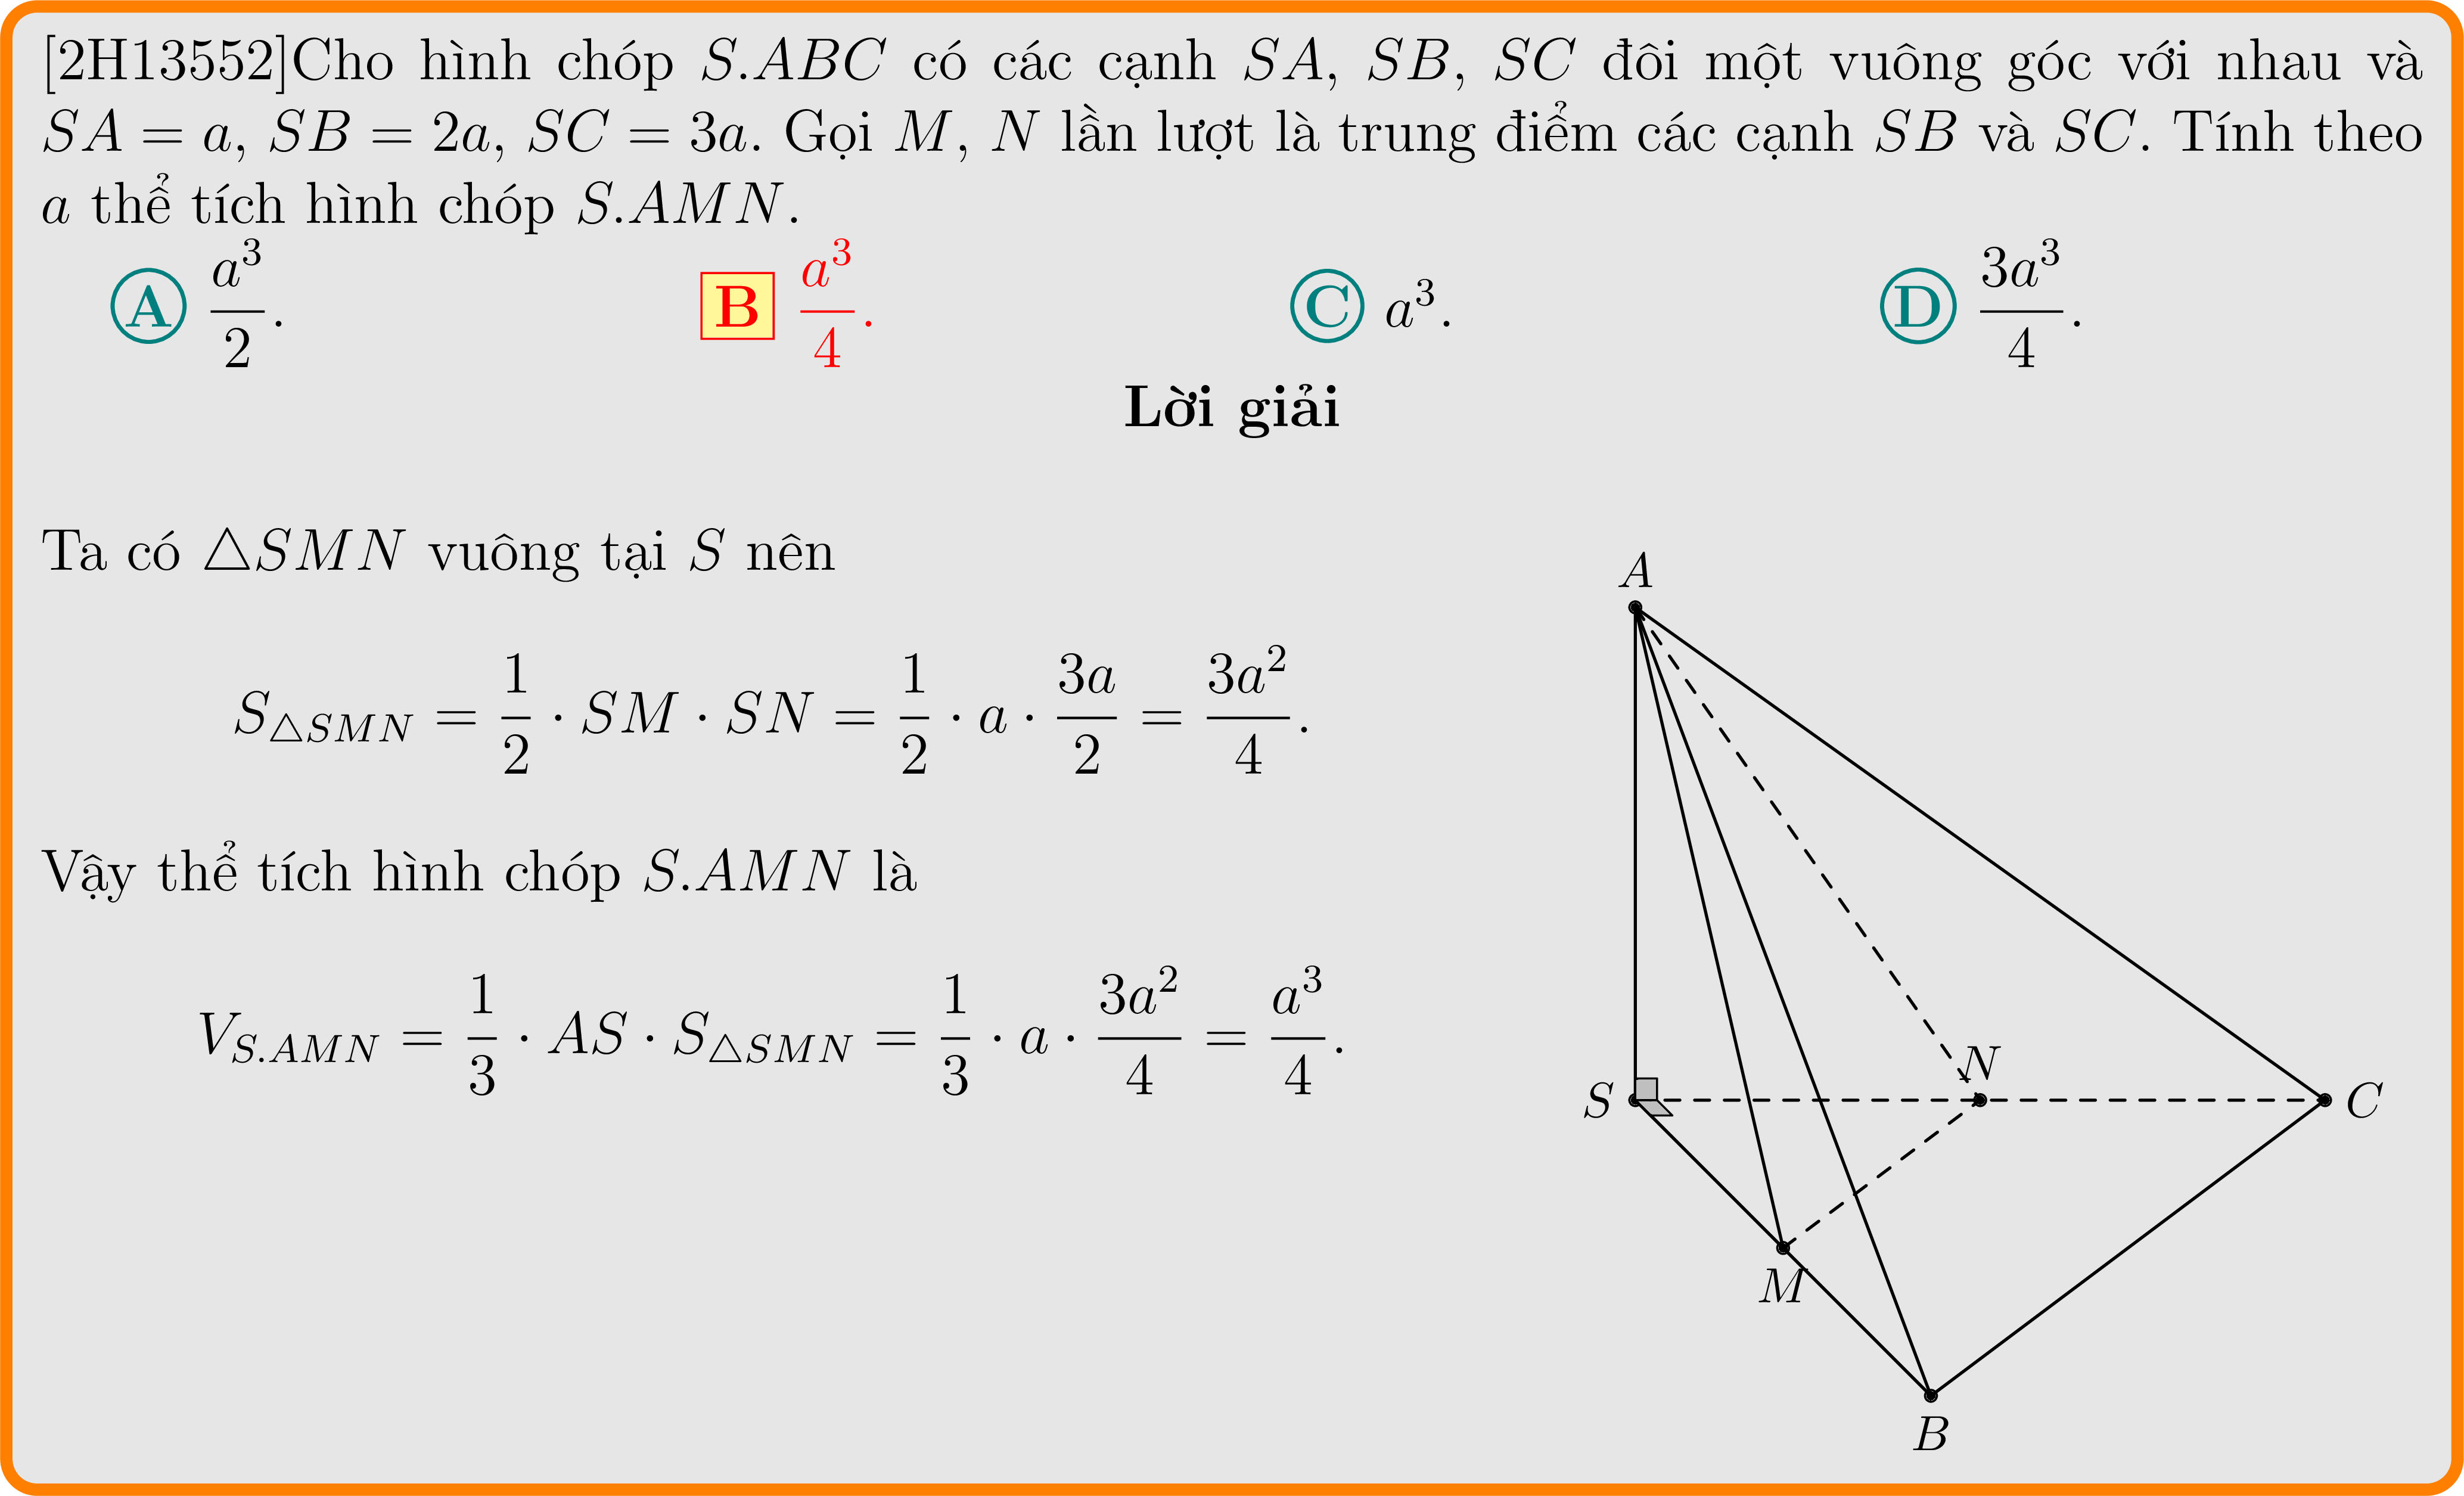 [2H13552]Cho hình chóp S.ABC có các cạnh SA, SB, SC đôi một vuông góc với nhau và
SA = a, SB = 2a, SC = 3a. Gọi M, N lần lượt là trung điểm các cạnh SB và SC. Tính theo
a thể tích hình chóp S.AMN.
A $\frac{a^3}{2}$. B $\frac{a^3}{4}$. C $a^3$. D $\frac{3a^3}{4}$.
Lời giải
Ta có △SMN vuông tại S nên
$S_{\triangle SMN} = \frac{1}{2} \cdot SM \cdot SN = \frac{1}{2} \cdot a \cdot \frac{3a}{2} = \frac{3a^2}{4}.$
Vậy thể tích hình chóp S.AMN là
$V_{S.AMN} = \frac{1}{3} \cdot AS \cdot S_{\triangle SMN} = \frac{1}{3} \cdot a \cdot \frac{3a^2}{4} = \frac{a^3}{4}.$
A
N
S
C
M
B